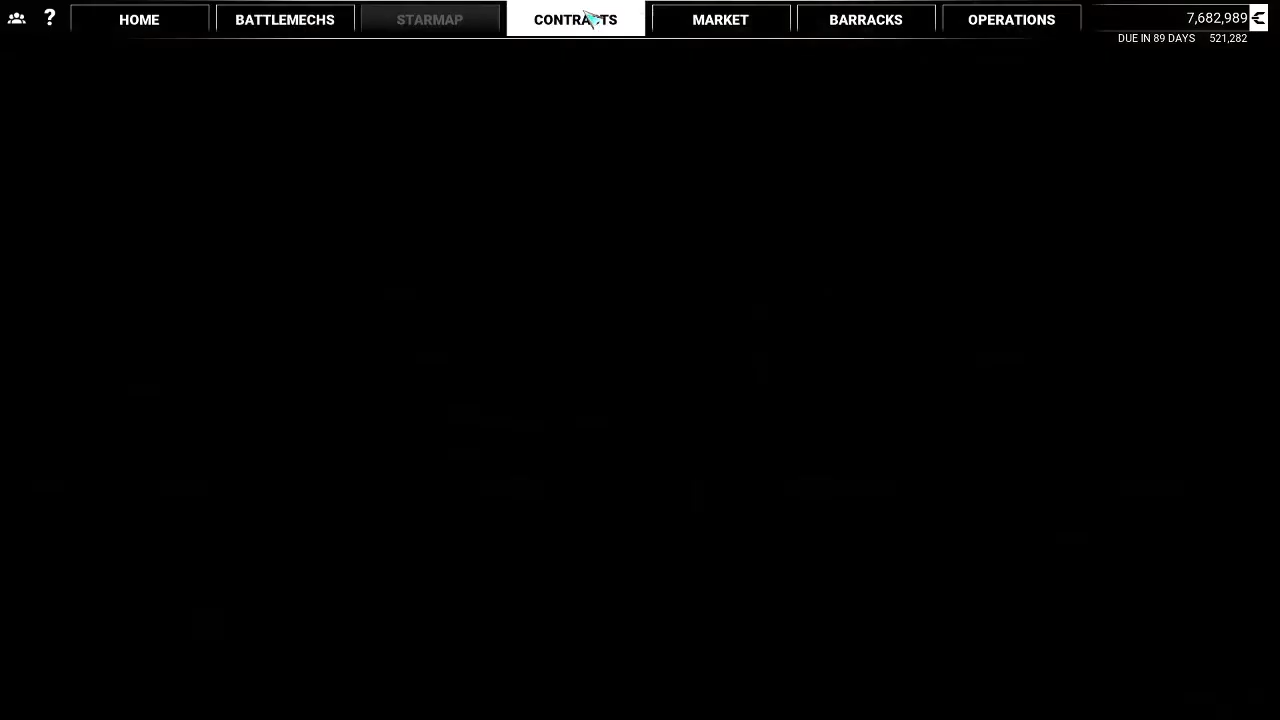 ? HOME BATTLEMECHS STARMAP CONTRACTS MARKET BARRACKS OPERATIONS 7,682,989
DUE IN 89 DAYS 521,282